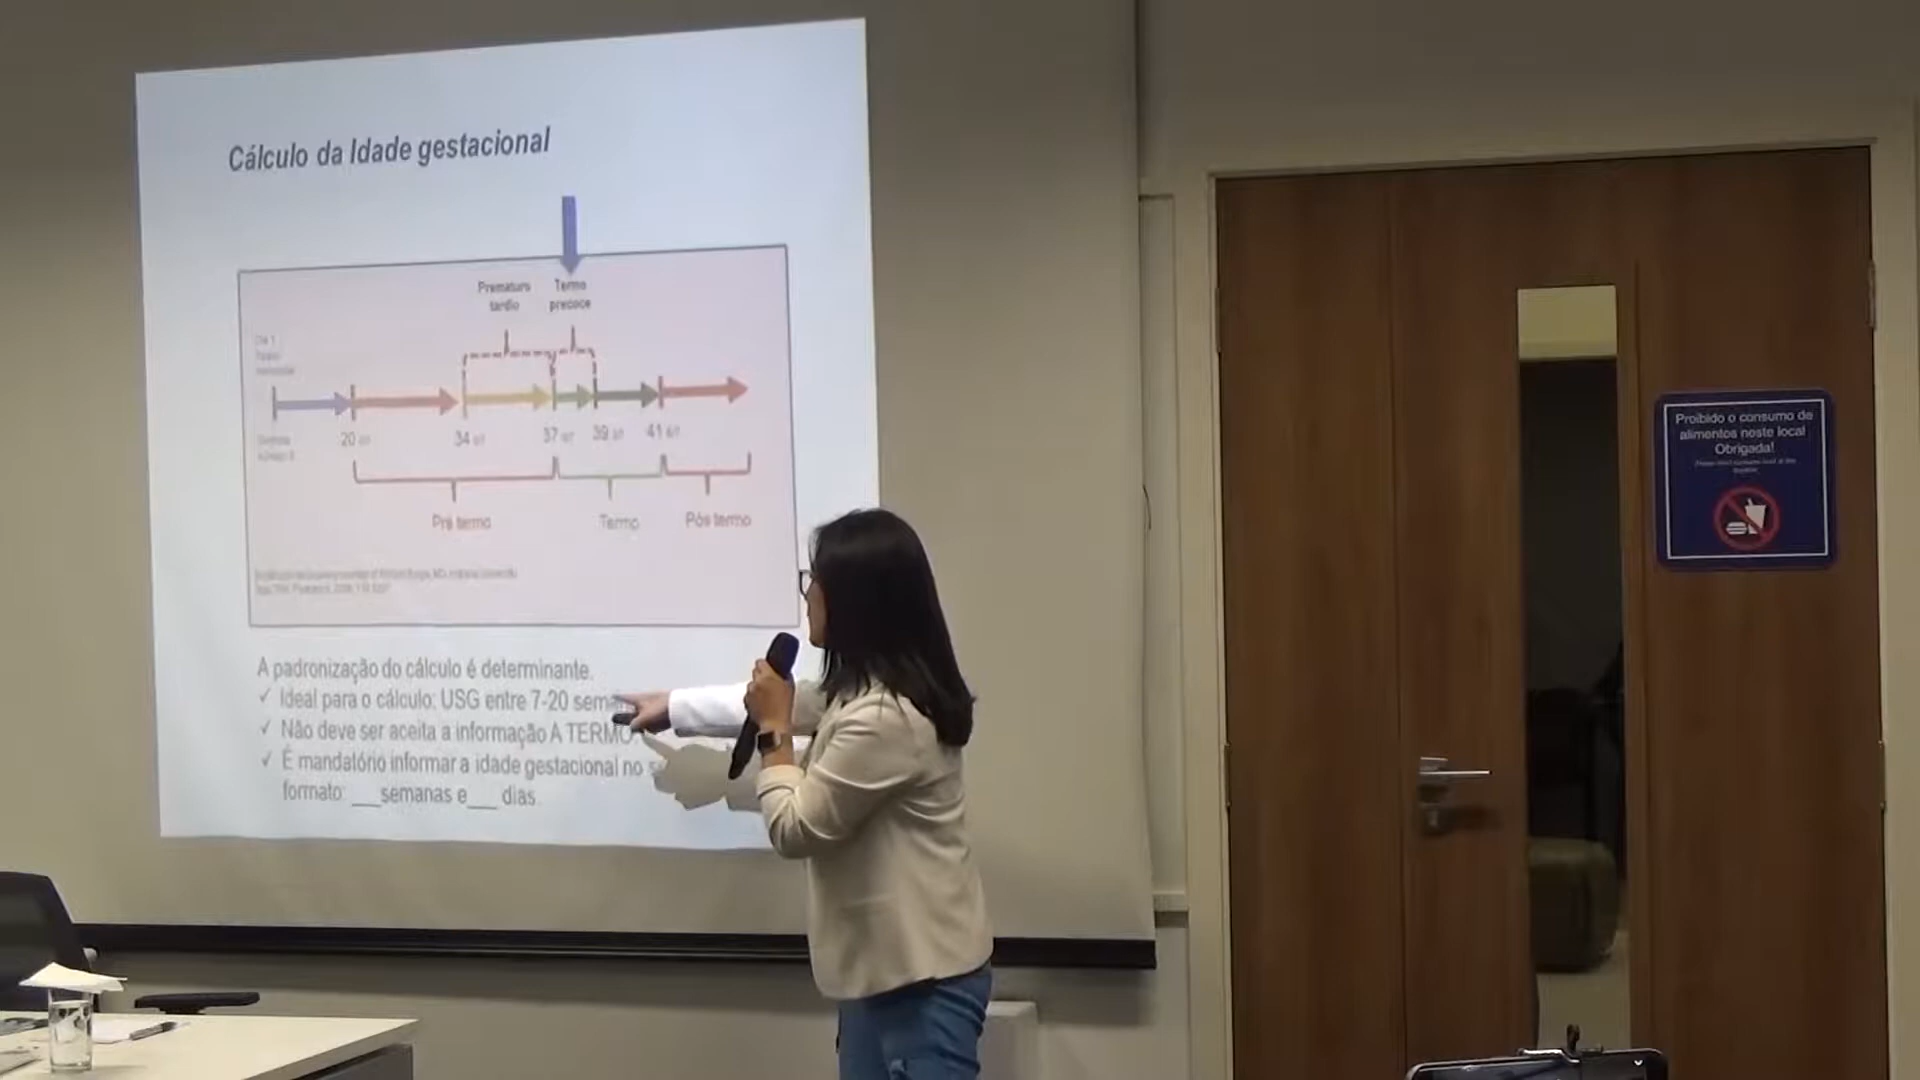 Cálculo da Idade gestacional
Prematuro
tardio
Termo
precoce
20
34
37
39
41
Pré termo
Termo
Pós termo
A padronização do cálculo é determinante.
✓ Ideal para o cálculo: USG entre 7-20 seman
✓ Não deve ser aceita a informação A TERMO.
✓ É mandatório informar a idade gestacional no s
formato: ___semanas e___ dias.
Proibido o consumo de
alimentos neste local
Obrigada!